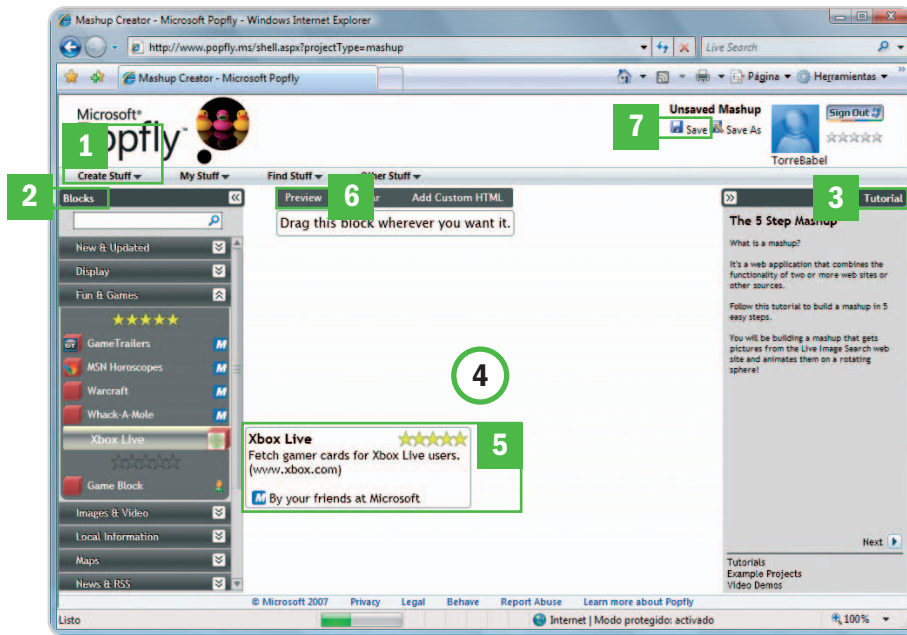 Mashup Creator - Microsoft Popfly - Windows Internet Explorer
http://www.popfly.ms/shell.aspx?projectType=mashup
Live Search
Mashup Creator - Microsoft Popfly
Página
Herramientas
Microsoft®
Popfly™
Unsaved Mashup
Save
Save As
Sign Out
TorreBabel
1
7
Create Stuff
My Stuff
Find Stuff
Other Stuff
2
Blocks
Preview
6
Add Custom HTML
3
Tutorial
Drag this block wherever you want it.
New & Updated
Display
Fun & Games
GameTrailers
MSN Horoscopes
Warcraft
Whack-A-Mole
Xbox Live
Game Block
Images & Video
Local Information
Maps
News & RSS
4
5
Xbox Live
Fetch gamer cards for Xbox Live users.
(www.xbox.com)
By your friends at Microsoft
The 5 Step Mashup
What is a mashup?
It's a web application that combines the
functionality of two or more web sites or
other sources.
Follow this tutorial to build a mashup in 5
easy steps.
You will be building a mashup that gets
pictures from the Live Image Search web
site and animates them on a rotating
sphere!
Next
Tutorials
Example Projects
Video Demos
© Microsoft 2007
Privacy
Legal
Behave
Report Abuse
Learn more about Popfly
Listo
Internet | Modo protegido: activado
100%